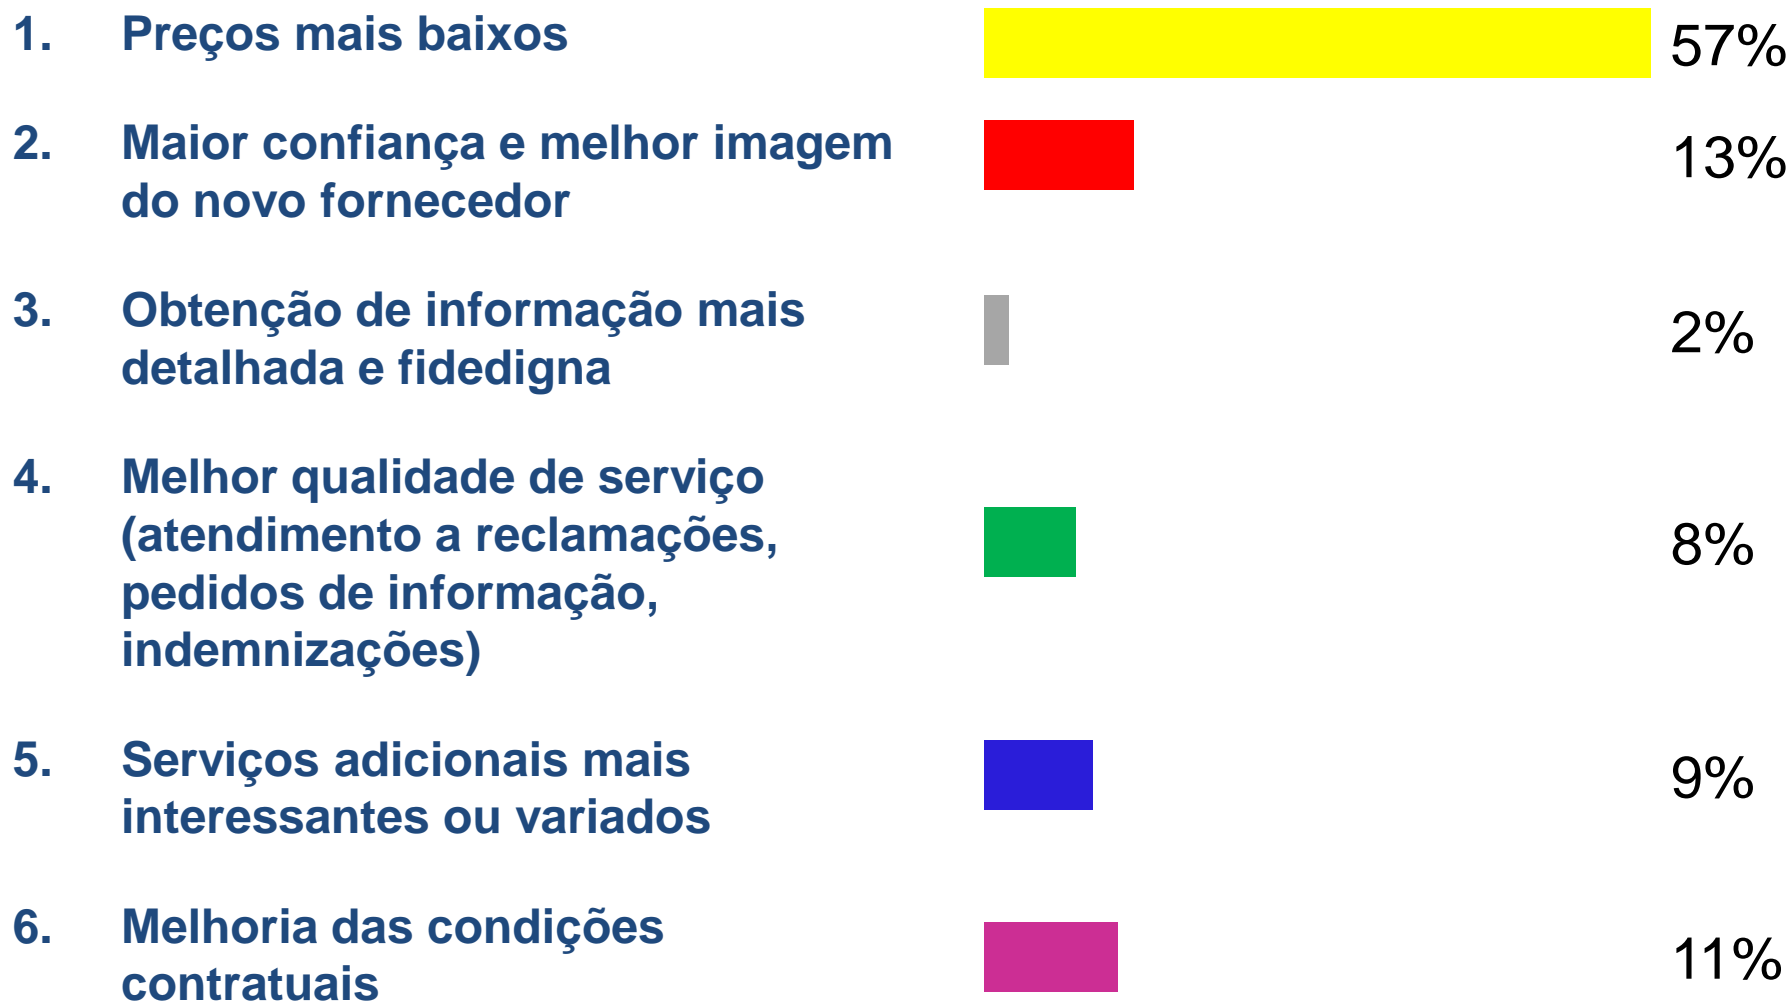 1. Preços mais baixos 57%
2. Maior confiança e melhor imagem 13%
do novo fornecedor
3. Obtenção de informação mais 2%
detalhada e fidedigna
4. Melhor qualidade de serviço
(atendimento a reclamações, 8%
pedidos de informação,
indemnizações)
5. Serviços adicionais mais 9%
interessantes ou variados
6. Melhoria das condições 11%
contratuais